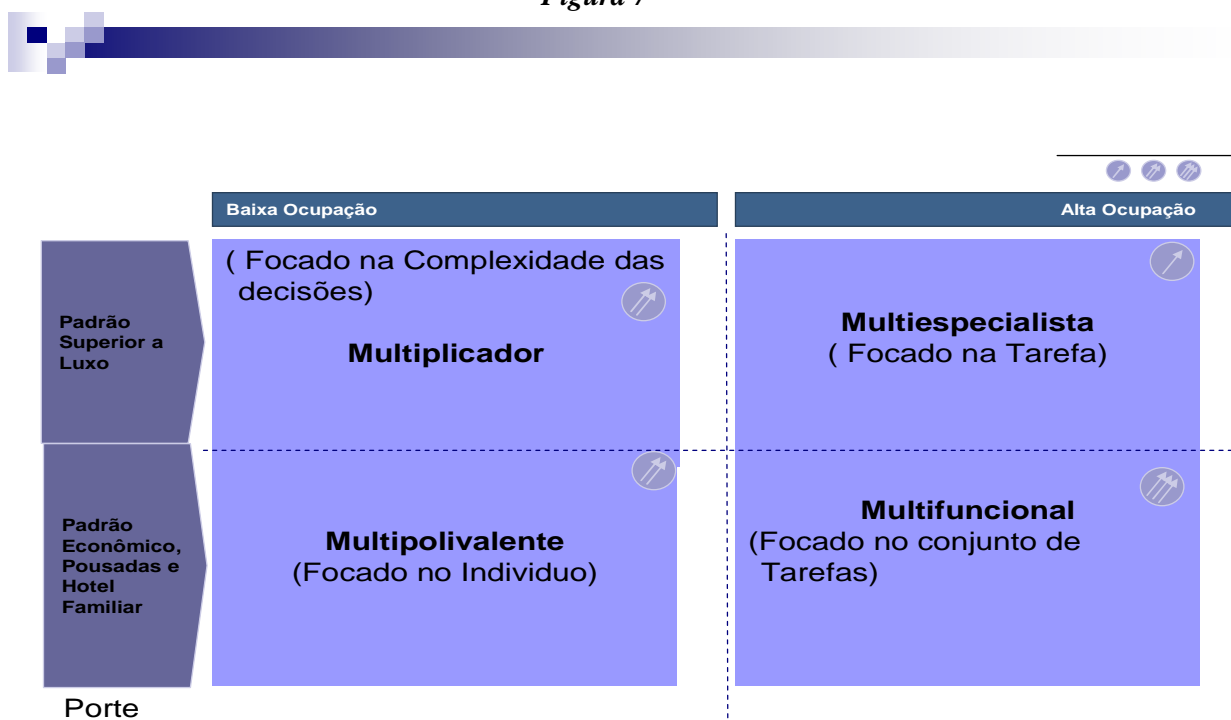 Baixa Ocupação
Alta Ocupação
Padrão
Superior a
Luxo
( Focado na Complexidade das
decisões)
Multiplicador
Multiespecialista
( Focado na Tarefa)
Padrão
Econômico,
Pousadas e
Hotel
Familiar
Multipolivalente
(Focado no Individuo)
Multifuncional
(Focado no conjunto de
Tarefas)
Porte